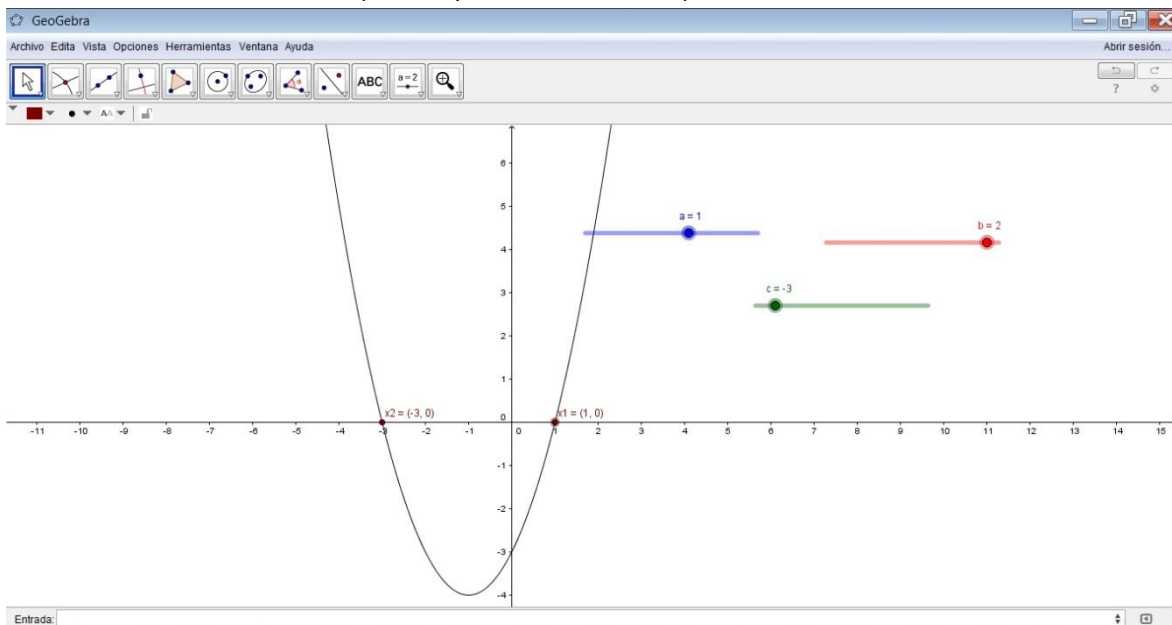 GeoGebra
Archivo Edita Vista Opciones Herramientas Ventana Ayuda
Abrir sesión...
ABC
a = 2
?
AA
6
5
a = 1
b = 2
4
c = -3
3
2
1
x2 = (-3, 0)
0
x1 = (1, 0)
-11 -10 -9 -8 -7 -6 -5 -4 -3 -2 -1 0 1 2 3 4 5 6 7 8 9 10 11 12 13 14 15
-1
-2
-3
-4
Entrada: